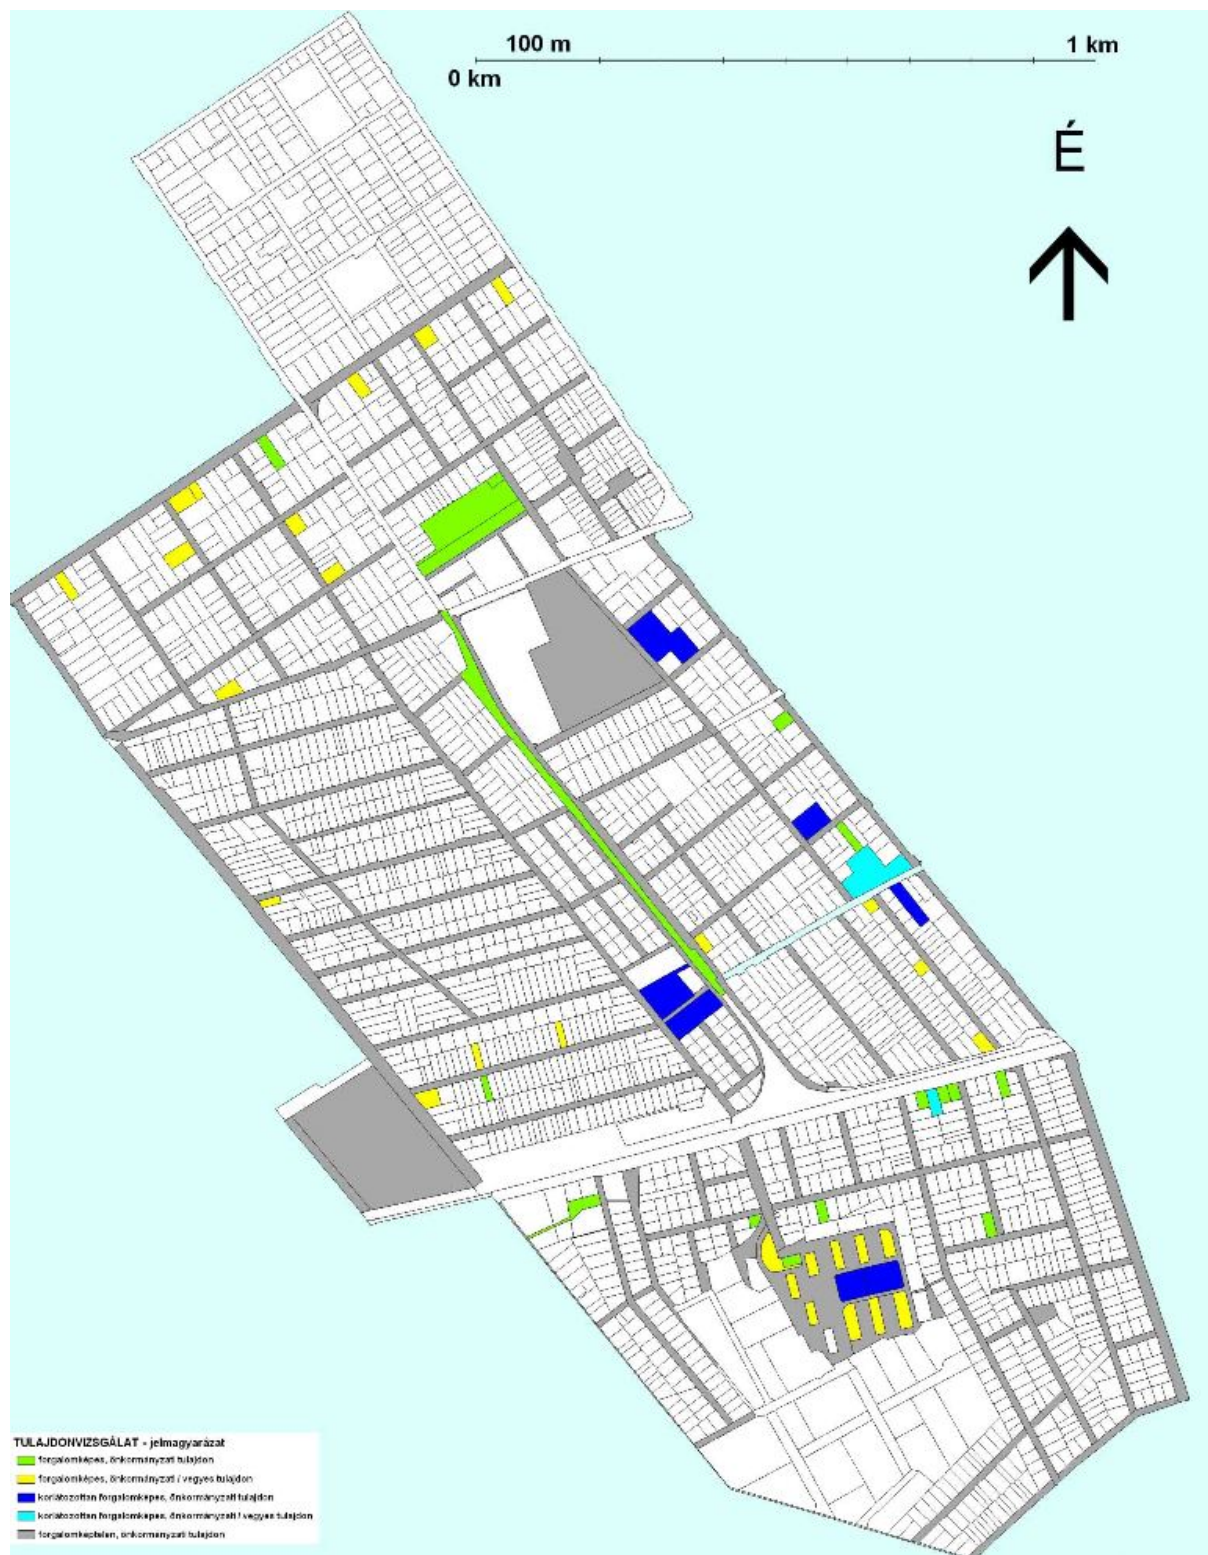 100 m
1 km
0 km
É
TULAJDONVIZSGÁLAT - jelmagyarázat
forgalomképes, önkormányzati tulajdon
forgalomképes, önkormányzati / vegyes tulajdon
korlátozottan forgalomképes, önkormányzati tulajdon
korlátozottan forgalomképes, önkormányzati / vegyes tulajdon
forgalomképtelen, önkormányzati tulajdon